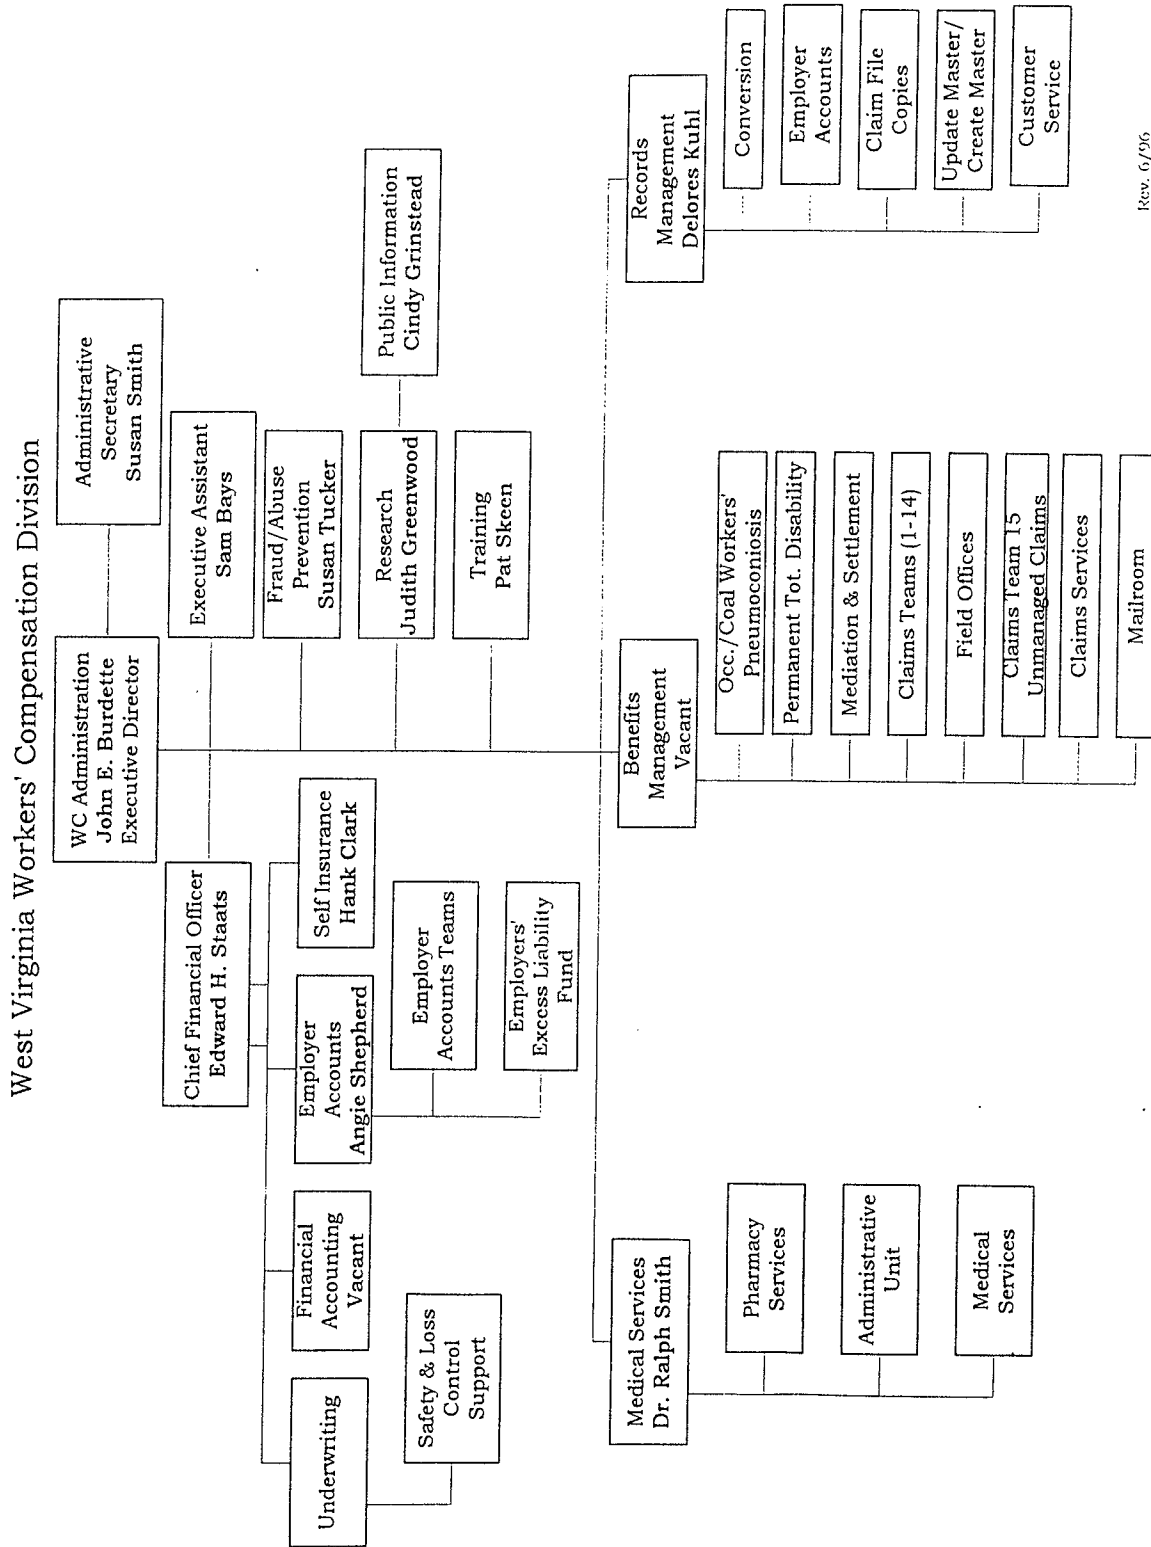 West Virginia Workers' Compensation Division
WC Administration
John E. Burdette
Executive Director
Administrative
Secretary
Susan Smith
Chief Financial Officer
Edward H. Staats
Executive Assistant
Sam Bays
Underwriting
Financial
Accounting
Vacant
Employer
Accounts
Angie Shepherd
Self Insurance
Hank Clark
Fraud/Abuse
Prevention
Susan Tucker
Safety & Loss
Control
Support
Employer
Accounts Teams
Research
Judith Greenwood
Public Information
Cindy Grinstead
Employers'
Excess Liability
Fund
Training
Pat Skeen
Medical Services
Dr. Ralph Smith
Benefits
Management
Vacant
Records
Management
Delores Kuhl
Pharmacy
Services
Administrative
Unit
Medical
Services
Occ./Coal Workers'
Pneumoconiosis
Permanent Tot. Disability
Mediation & Settlement
Claims Teams (1-14)
Field Offices
Claims Team 15
Unmanaged Claims
Claims Services
Mailroom
Conversion
Employer
Accounts
Claim File
Copies
Update Master/
Create Master
Customer
Service
Rev. 6/96